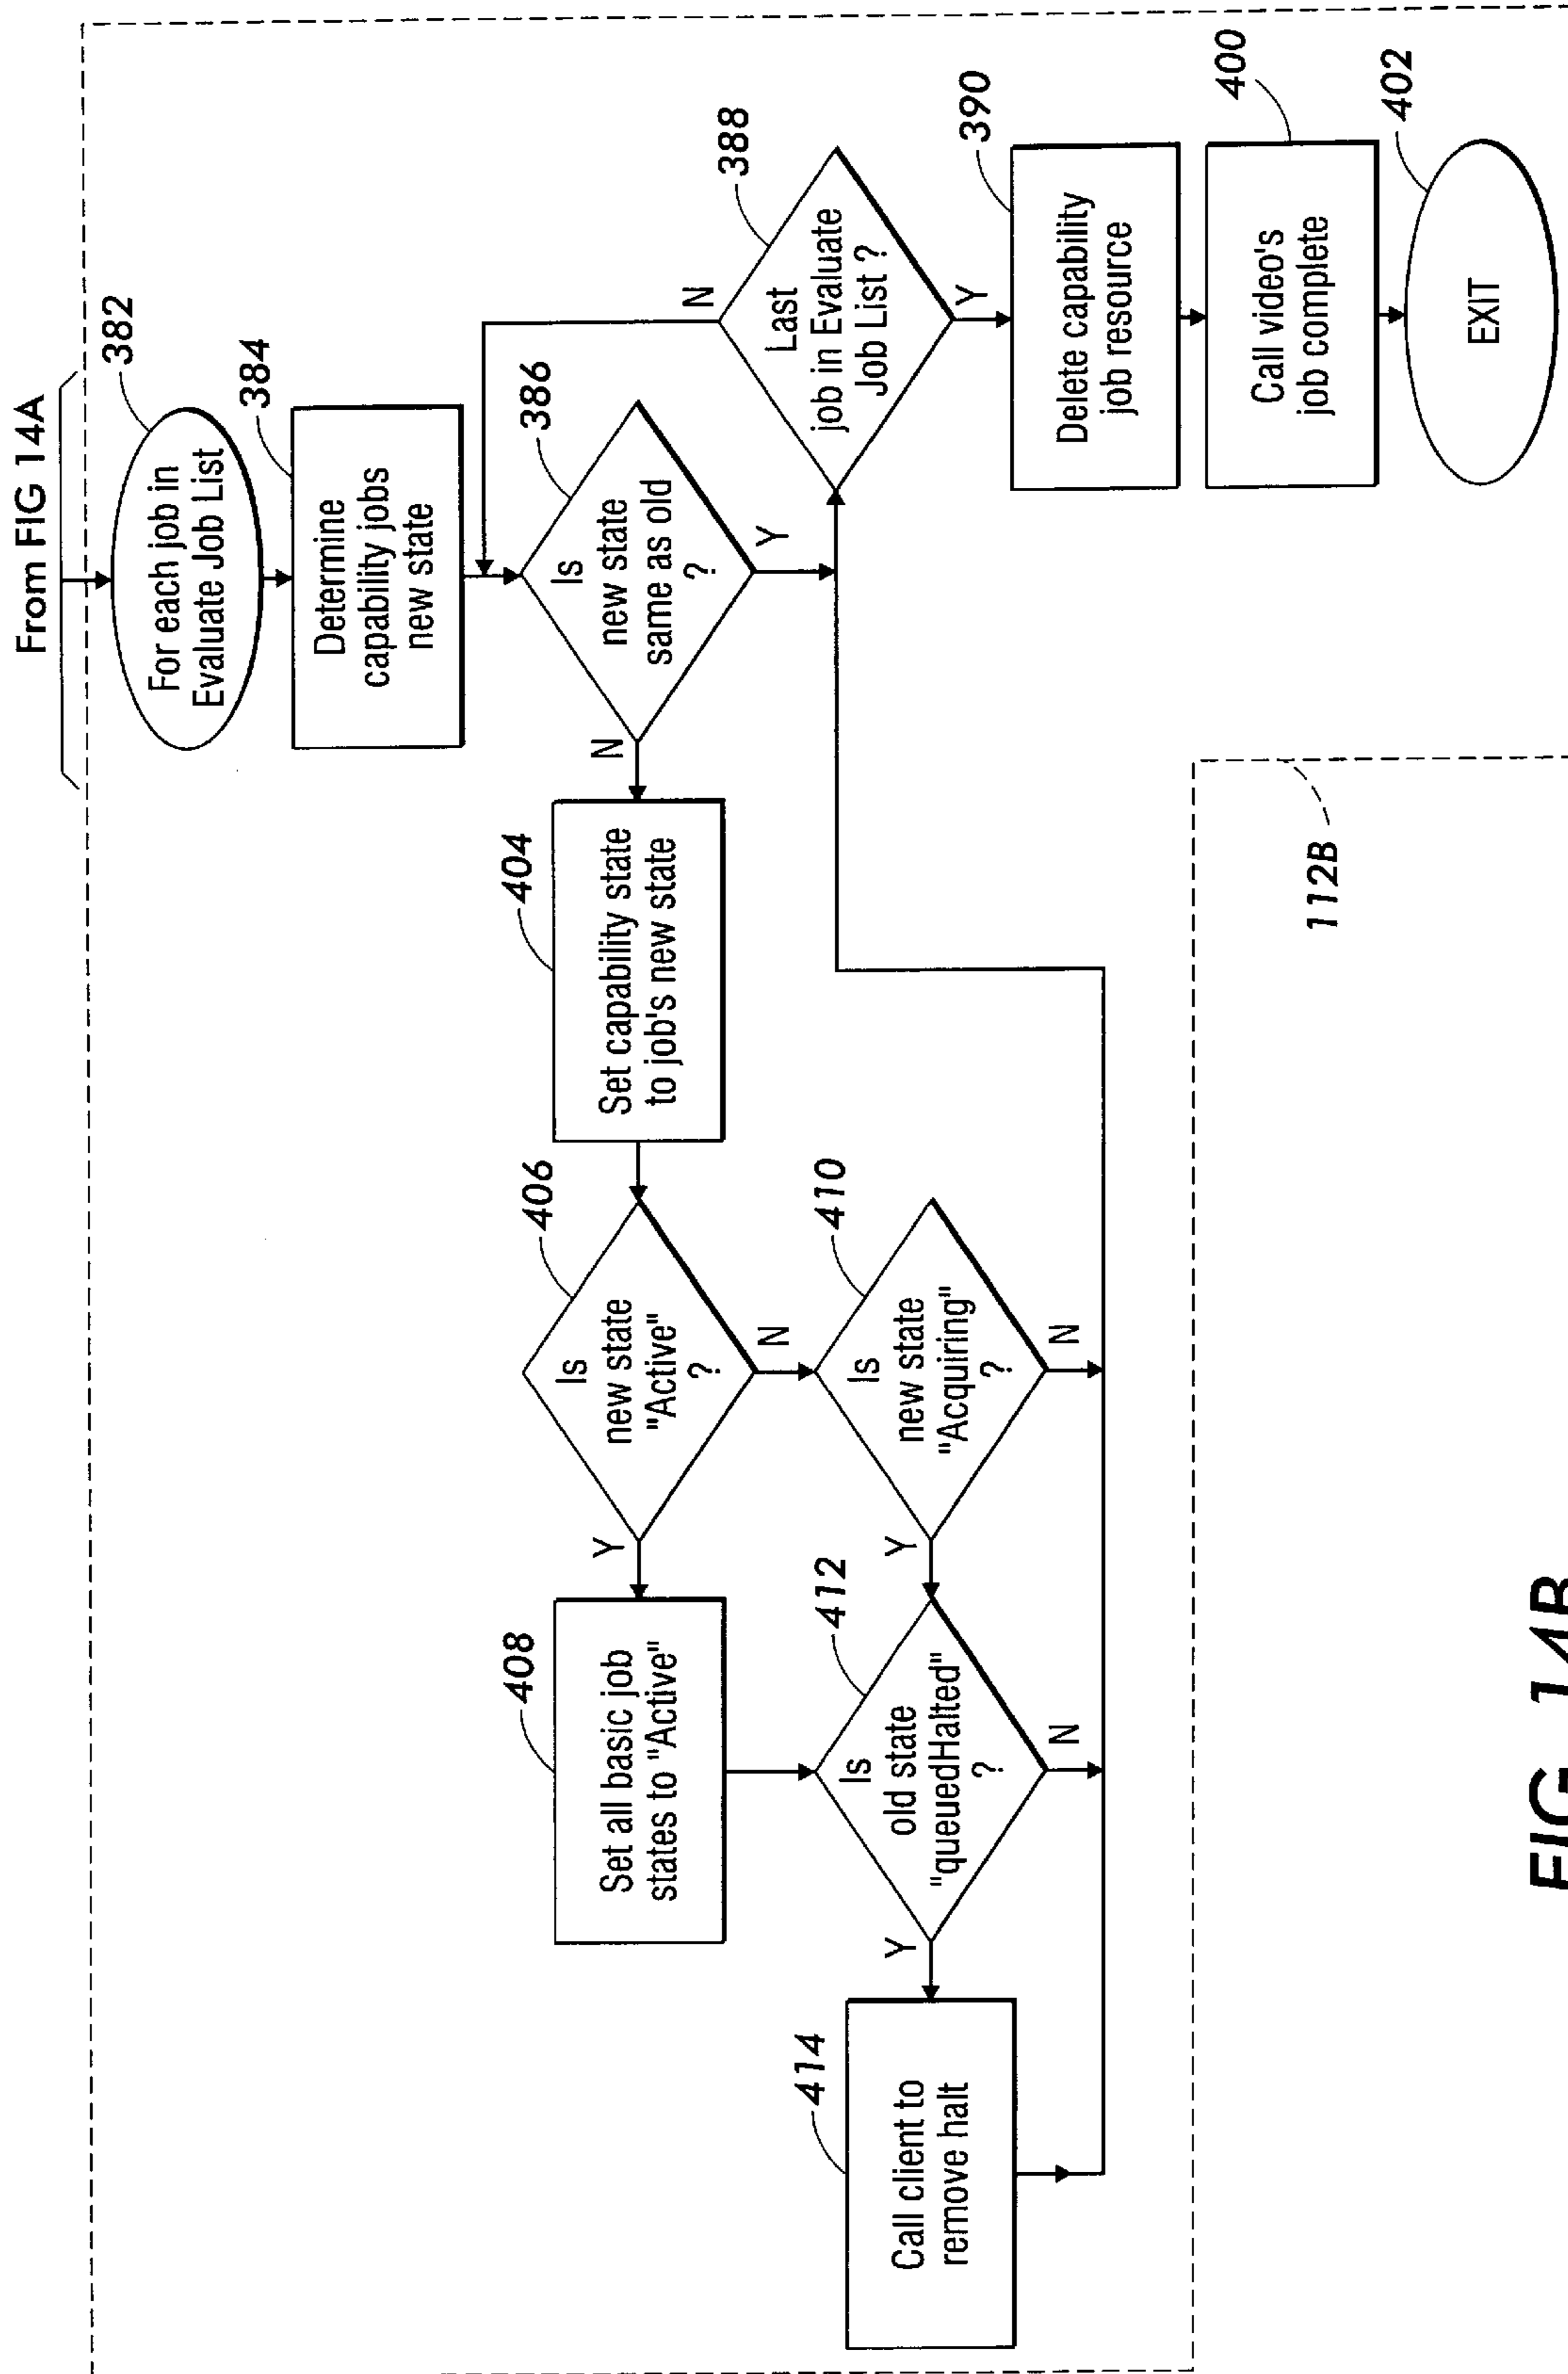 From FIG 14A
382
For each job in
Evaluate Job List
384
Determine
capability jobs
new state
386
Is
new state
same as old
?
N
Y
388
Last
job in Evaluate
Job List ?
N
Y
390
Delete capability
job resource
400
Call video's
job complete
402
EXIT
404
Set capability state
to job's new state
406
Is
new state
"Active"
?
Y
N
408
Set all basic job
states to "Active"
410
Is
new state
"Acquiring"
?
Y
N
412
Is
old state
"queuedHalted"
?
Y
N
414
Call client to
remove halt
112B
FIG. 14B